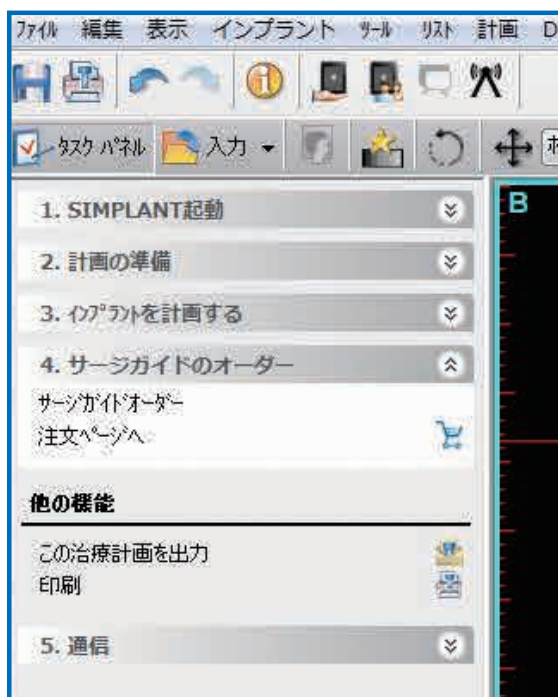 ファイル 編集 表示 インプラント ツール リスト 計画 D
タスク パネル 入力
B
1. SIMPLANT起動
2. 計画の準備
3. インプラントを計画する
4. サージガイドのオーダー
サージガイドオーダー
注文ページへ
他の機能
この治療計画を出力
印刷
5. 通信